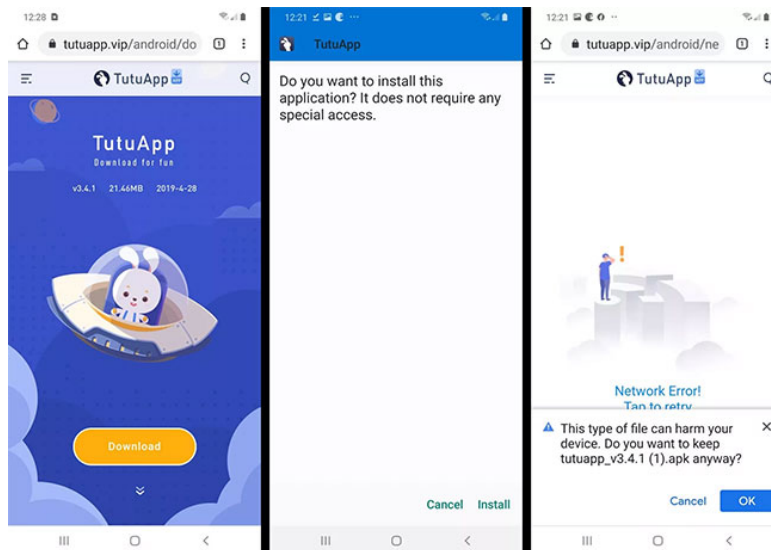 12:28
tutuapp.vip/android/do
1
TutuApp
TutuApp
Download for fun
v3.4.1 21.46MB 2019-4-28
Download
12:21
TutuApp
Do you want to install this
application? It does not require any
special access.
Cancel Install
12:21
tutuapp.vip/android/ne
1
TutuApp
Network Error!
Tap to retry
This type of file can harm your
device. Do you want to keep
tutuapp_v3.4.1 (1).apk anyway?
Cancel OK